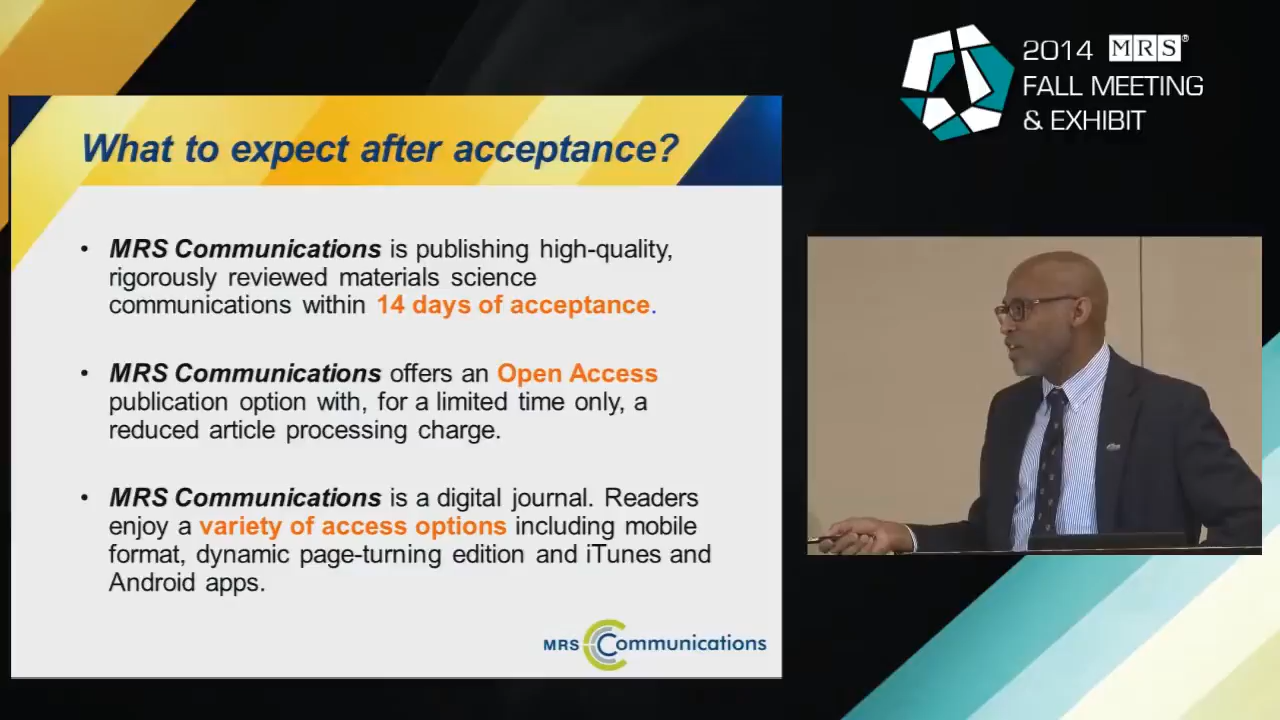 What to expect after acceptance?
• MRS Communications is publishing high-quality,
rigorously reviewed materials science
communications within 14 days of acceptance.
• MRS Communications offers an Open Access
publication option with, for a limited time only, a
reduced article processing charge.
• MRS Communications is a digital journal. Readers
enjoy a variety of access options including mobile
format, dynamic page-turning edition and iTunes and
Android apps.
MRS Communications
2014 MRS®
FALL MEETING
& EXHIBIT